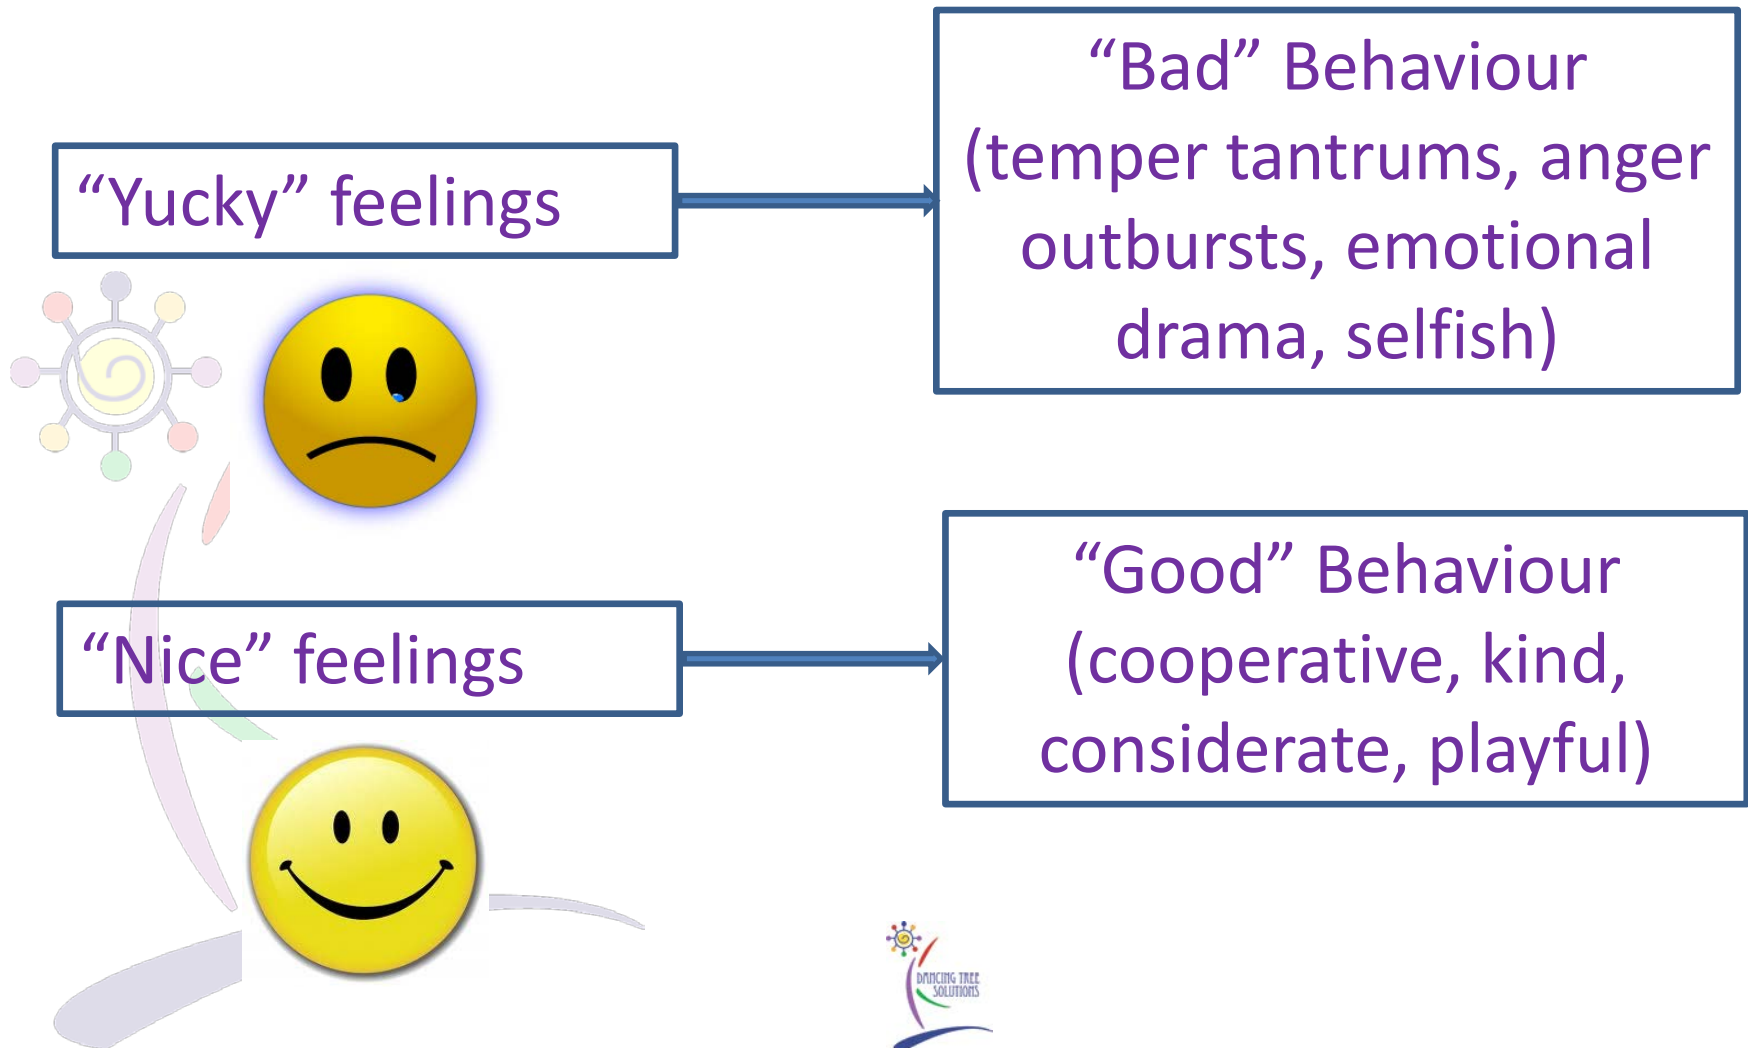 “Yucky” feelings
“Bad” Behaviour
(temper tantrums, anger
outbursts, emotional
drama, selfish)
“Nice” feelings
“Good” Behaviour
(cooperative, kind,
considerate, playful)
DANCING TREE
SOLUTIONS